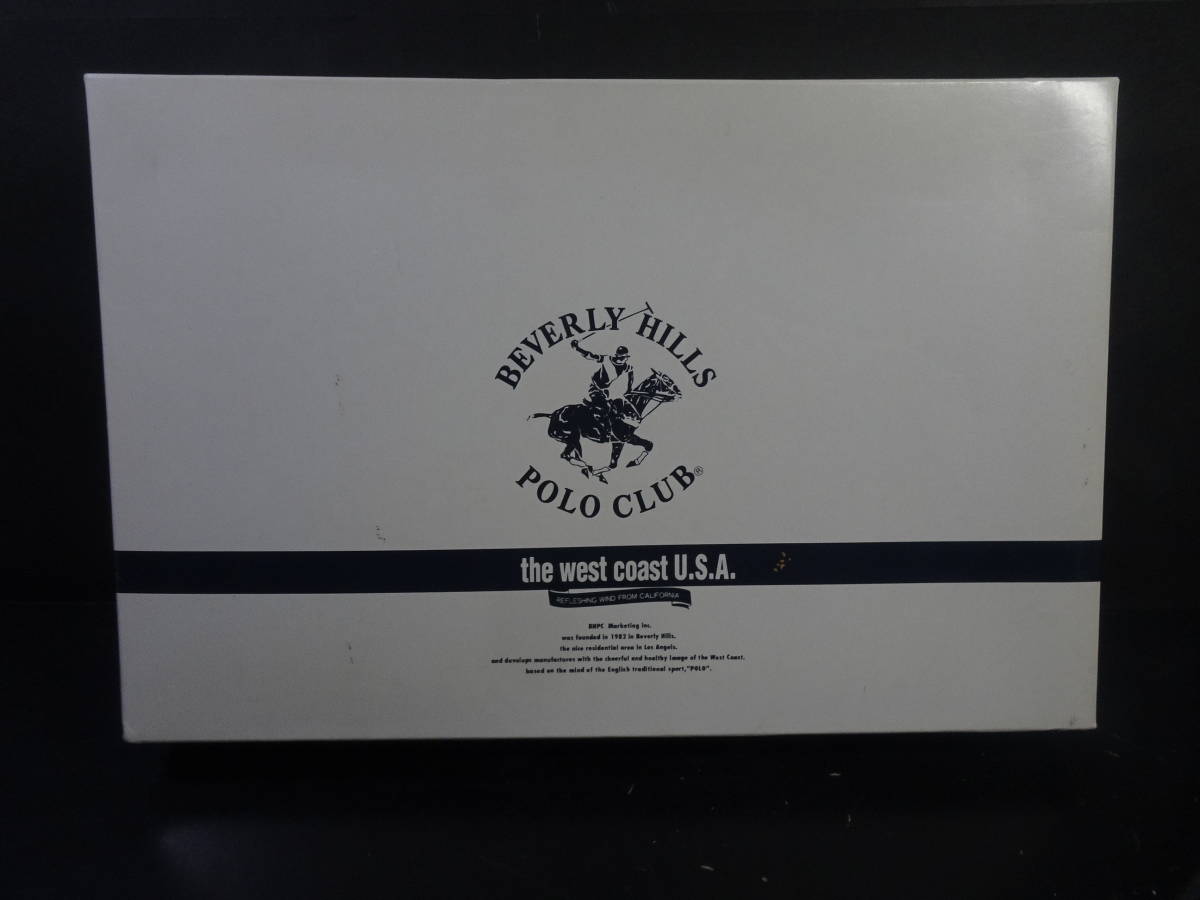 BEVERLY HILLS
POLO CLUB®
the west coast U.S.A.
REFLESHING WIND FROM CALIFORNIA
BHPC Marketing inc.
was founded in 1982 in Beverly Hills.
the nice residential area in Los Angels.
and develops manufactures with the cheerful and healthy image of the West Coast.
based on the mind of the English traditional sport,"POLO".